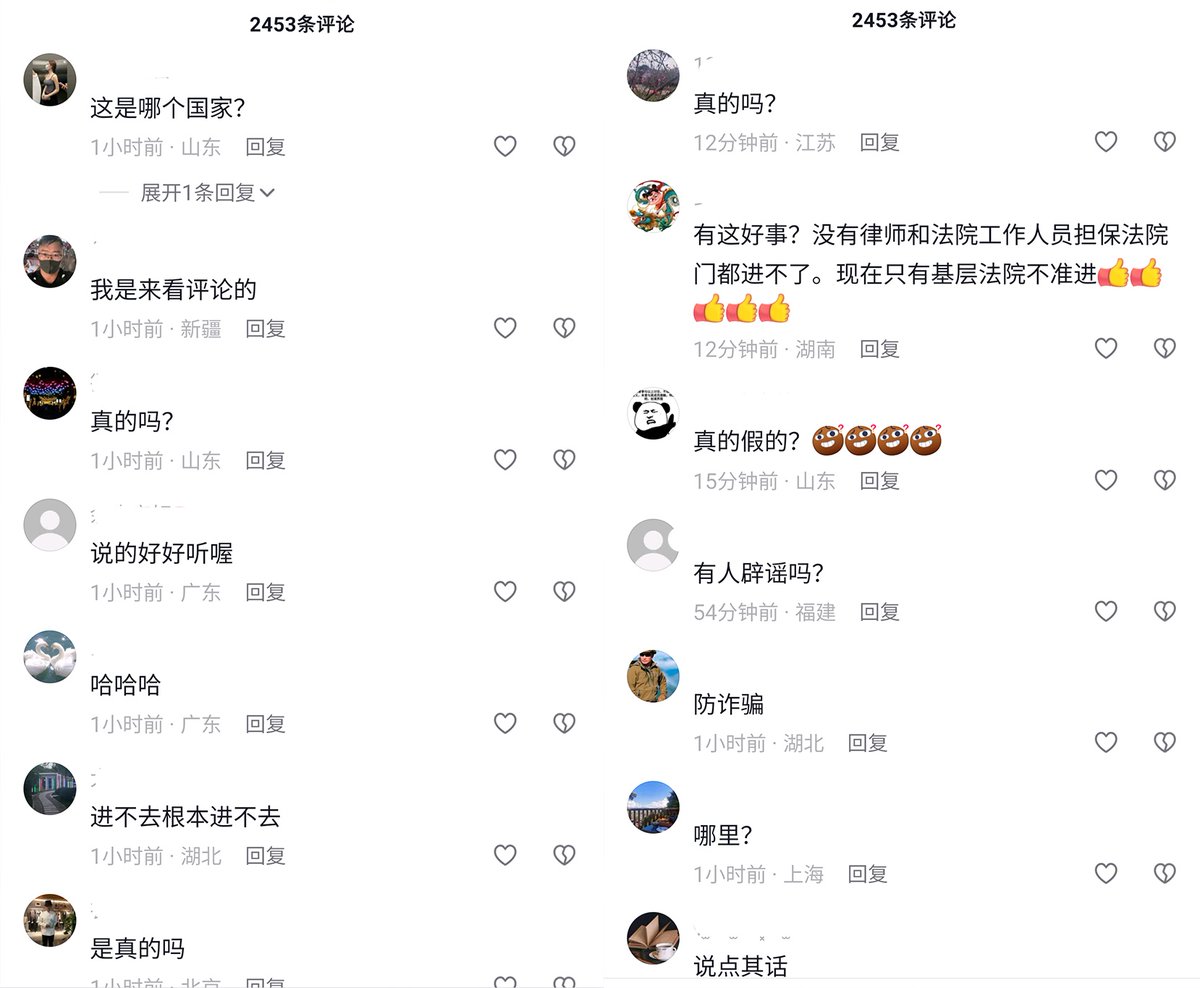 2453条评论
这是哪个国家？
1小时前 · 山东 回复
展开1条回复
我是来看评论的
1小时前 · 新疆 回复
真的吗？
1小时前 · 山东 回复
说的好好听喔
1小时前 · 广东 回复
哈哈哈
1小时前 · 广东 回复
进不去根本进不去
1小时前 · 湖北 回复
是真的吗
1小时前 · 北京 回复
2453条评论
真的吗？
12分钟前 · 江苏 回复
有这好事？没有律师和法院工作人员担保法院
门都进不了。现在只有基层法院不准进👍👍
👍👍👍
12分钟前 · 湖南 回复
真的假的？
15分钟前 · 山东 回复
有人辟谣吗？
54分钟前 · 福建 回复
防诈骗
1小时前 · 湖北 回复
哪里？
1小时前 · 上海 回复
说点其话